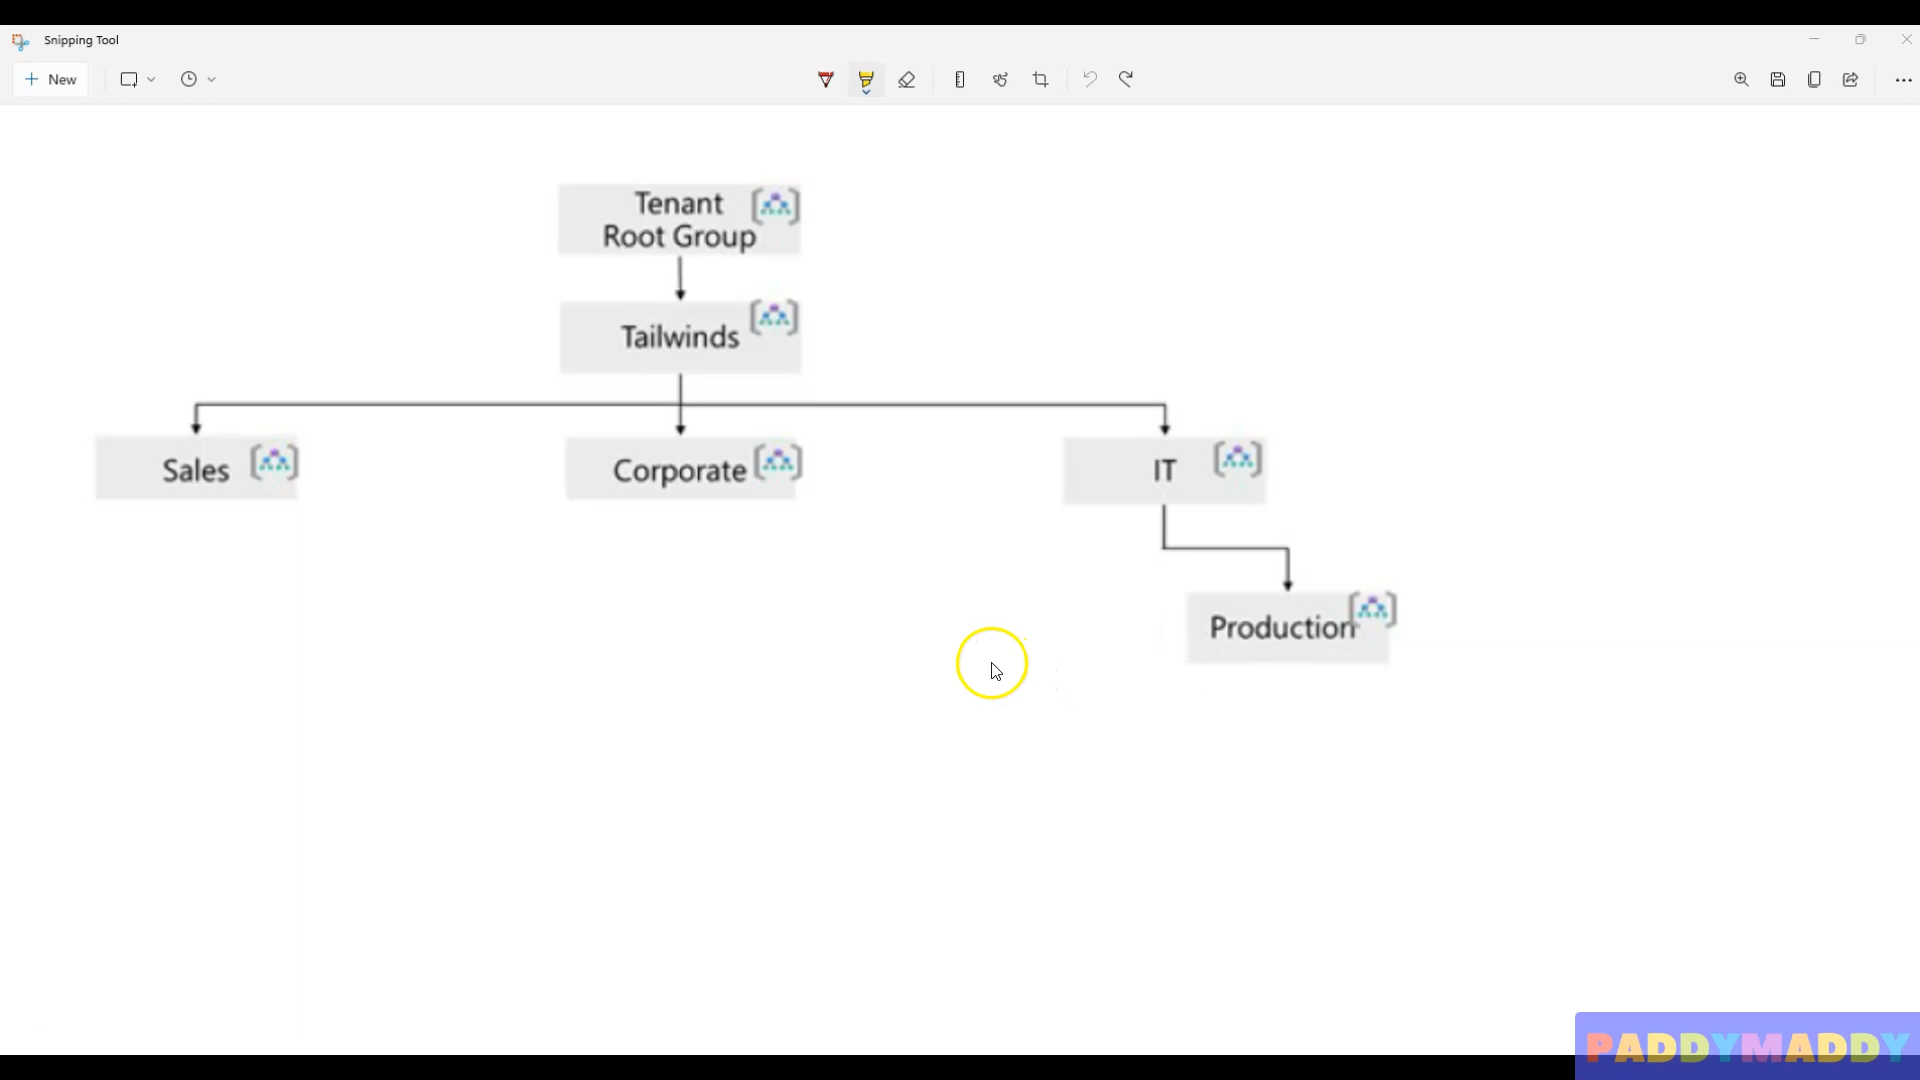 Snipping Tool
New
Tenant
Root Group
Tailwinds
Sales
Corporate
IT
Production
PADDYMADDY